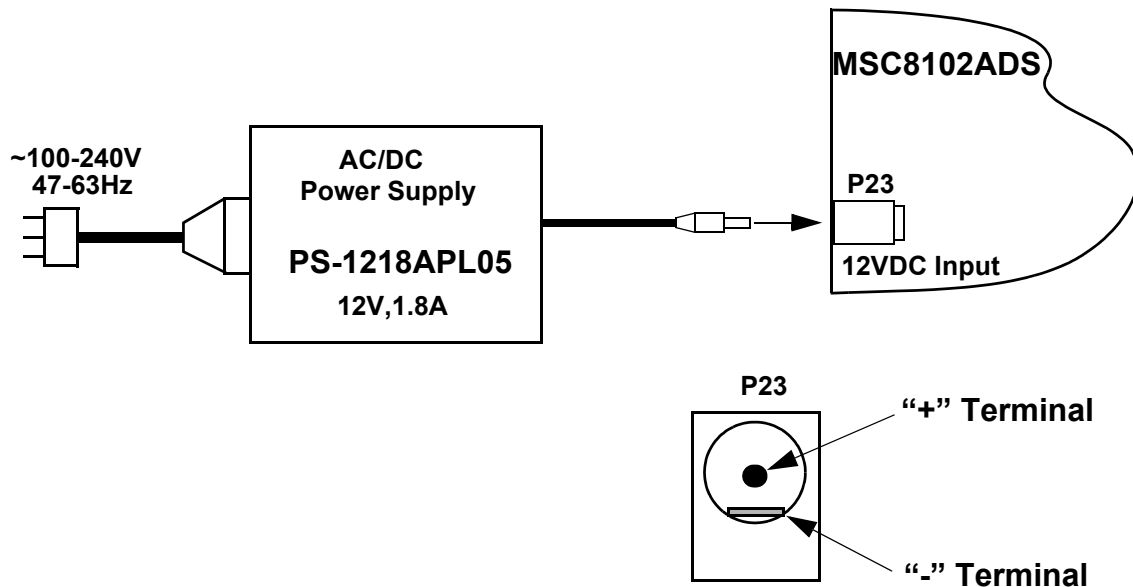 MSC8102ADS
~100-240V
47-63Hz
AC/DC
Power Supply
PS-1218APL05
12V,1.8A
P23
12VDC Input
P23
“+” Terminal
“-” Terminal